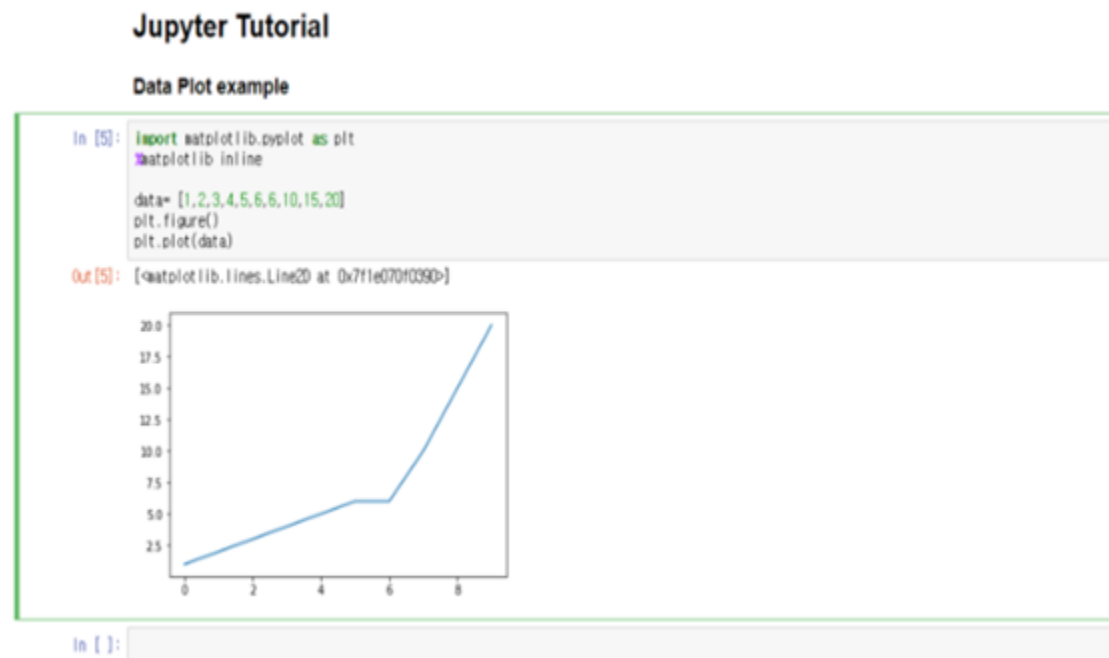 Jupyter Tutorial
Data Plot example
In [5]: import matplotlib.pyplot as plt
%matplotlib inline
data= [1,2,3,4,5,6,6,10,15,20]
plt.figure()
plt.plot(data)
Out[5]: [<matplotlib.lines.Line2D at 0x7f1e070f0390>]
20.0
17.5
15.0
12.5
10.0
7.5
5.0
2.5
0 2 4 6 8
In [ ]: